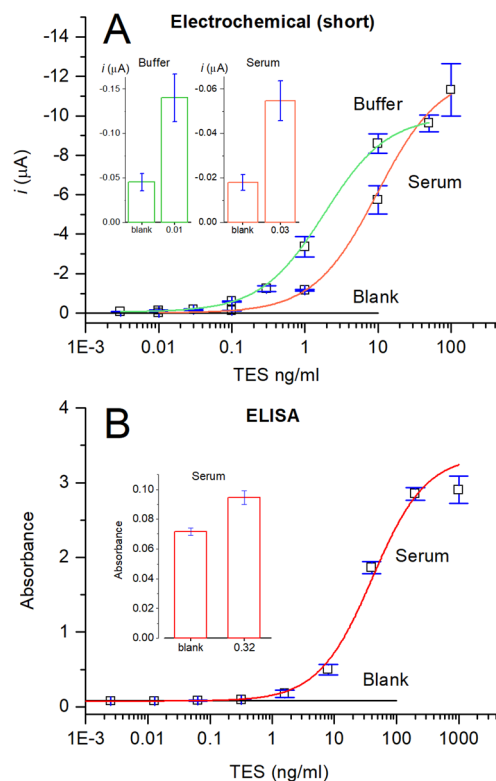 A
Electrochemical (short)
i (μA)
Buffer
i (μA)
Serum
-0.15
-0.10
-0.05
0.00
blank
0.01
-0.06
-0.04
-0.02
0.00
blank
0.03
-14
-12
-10
-8
-6
-4
-2
0
i (μA)
Buffer
Serum
Blank
1E-3
0.01
0.1
1
10
100
TES ng/ml
B
ELISA
4
3
2
1
0
Absorbance
Serum
0.10
0.08
0.06
0.04
0.02
0.00
Absorbance
blank
0.32
Serum
Blank
1E-3
0.01
0.1
1
10
100
1000
TES (ng/ml)